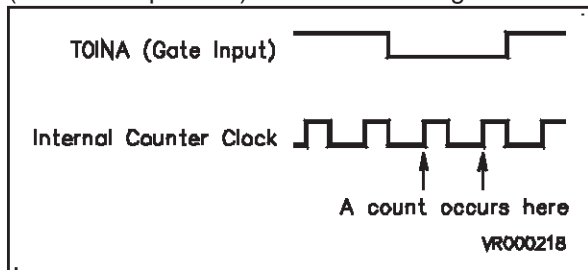 T0INA (Gate Input)
Internal Counter Clock
A count occurs here
VR000218